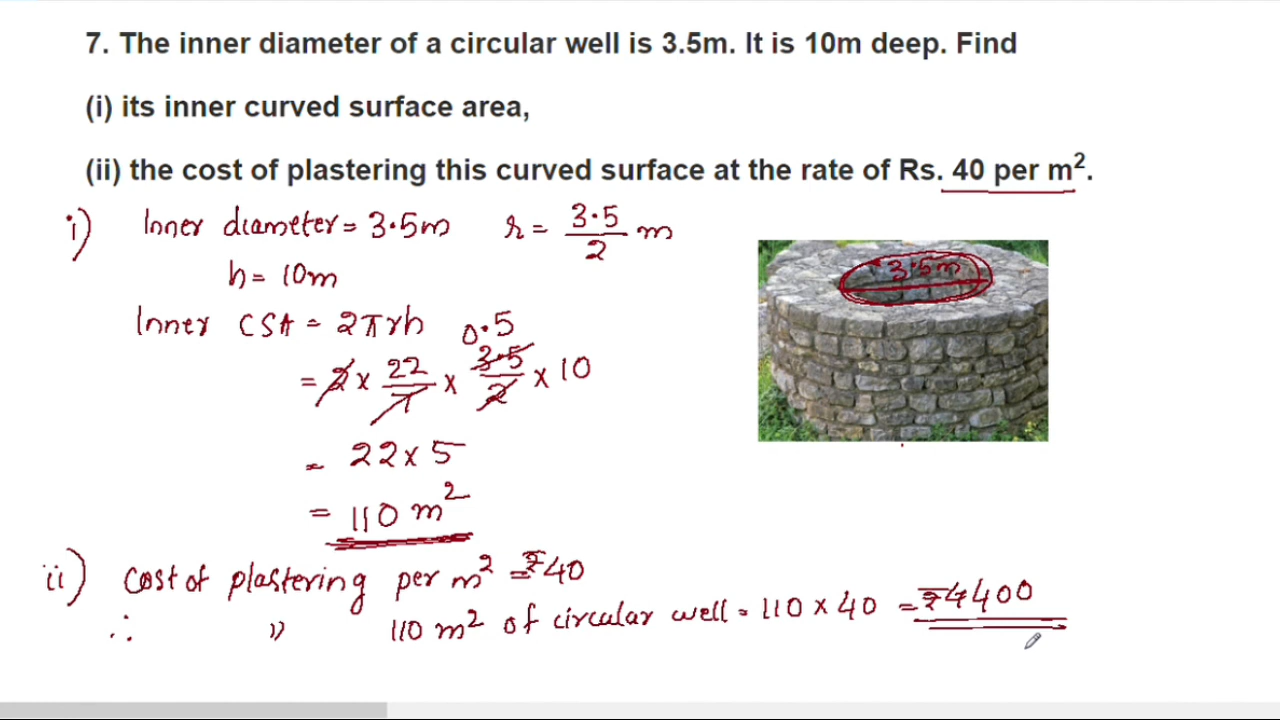 7. The inner diameter of a circular well is 3.5m. It is 10m deep. Find
(i) its inner curved surface area,
(ii) the cost of plastering this curved surface at the rate of Rs. 40 per m².
i) Inner diameter = 3.5m r = 3.5/2 m
h = 10m
3.5m
Inner CSA = 2πrh
0.5
= 2 × 22/7 × 3.5/2 × 10
= 22 × 5
= 110 m²
ii) Cost of plastering per m² = ₹40
∴ " 110 m² of circular well = 110 × 40 = ₹4400